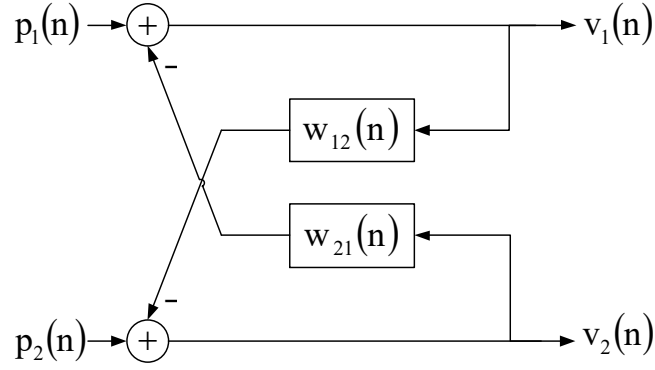 p₁(n) + v₁(n)
−
w₁₂(n)
w₂₁(n)
−
p₂(n) + v₂(n)